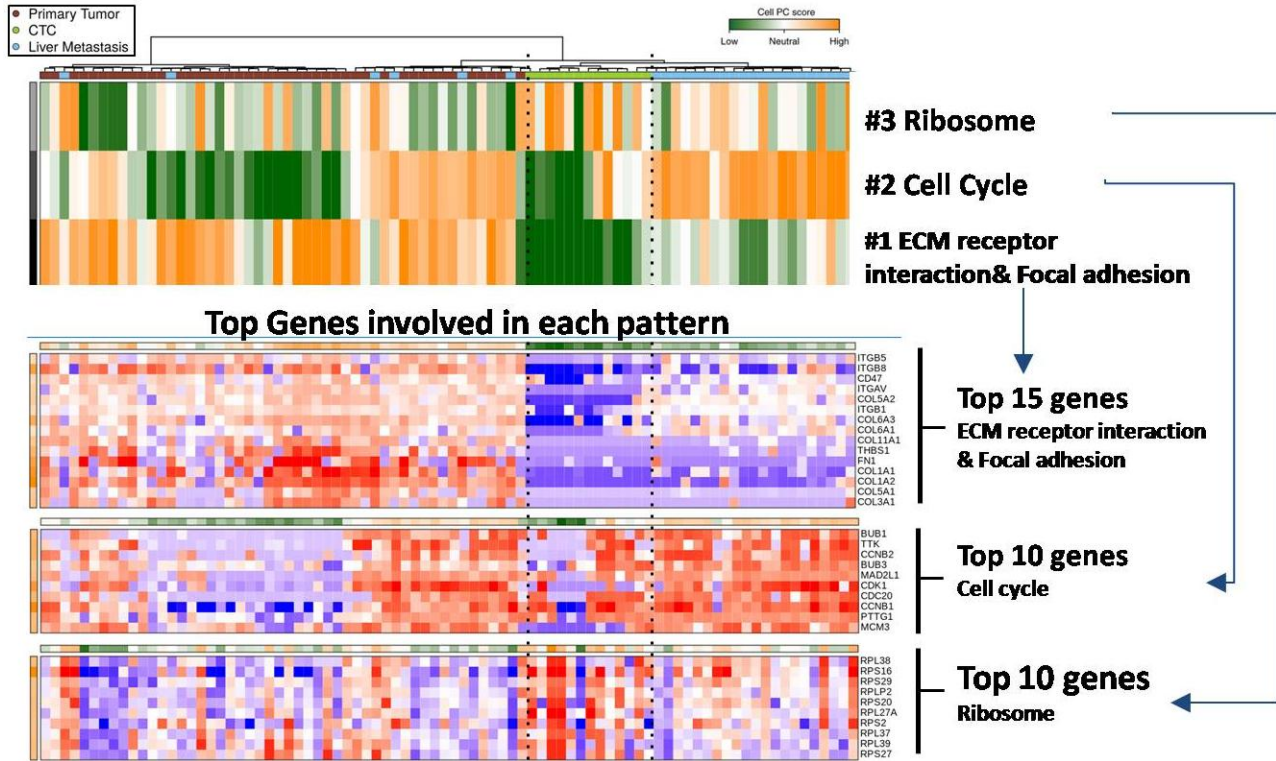 Primary Tumor
CTC
Liver Metastasis
Cell PC score
Low Neutral High
#3 Ribosome
#2 Cell Cycle
#1 ECM receptor
interaction& Focal adhesion
Top Genes involved in each pattern
ITGB5
ITGB8
CD47
ITGAV
COL5A2
ITGB1
COL6A3
COL6A1
COL11A1
THBS1
FN1
COL1A1
COL1A2
COL5A1
COL3A1
Top 15 genes
ECM receptor interaction
& Focal adhesion
BUB1
TTK
CCNB2
BUB3
MAD2L1
CDK1
CDC20
CCNB1
PTTG1
MCM3
Top 10 genes
Cell cycle
RPL38
RPS16
RPS29
RPLP2
RPS20
RPL27A
RPS2
RPL37
RPL39
RPS27
Top 10 genes
Ribosome